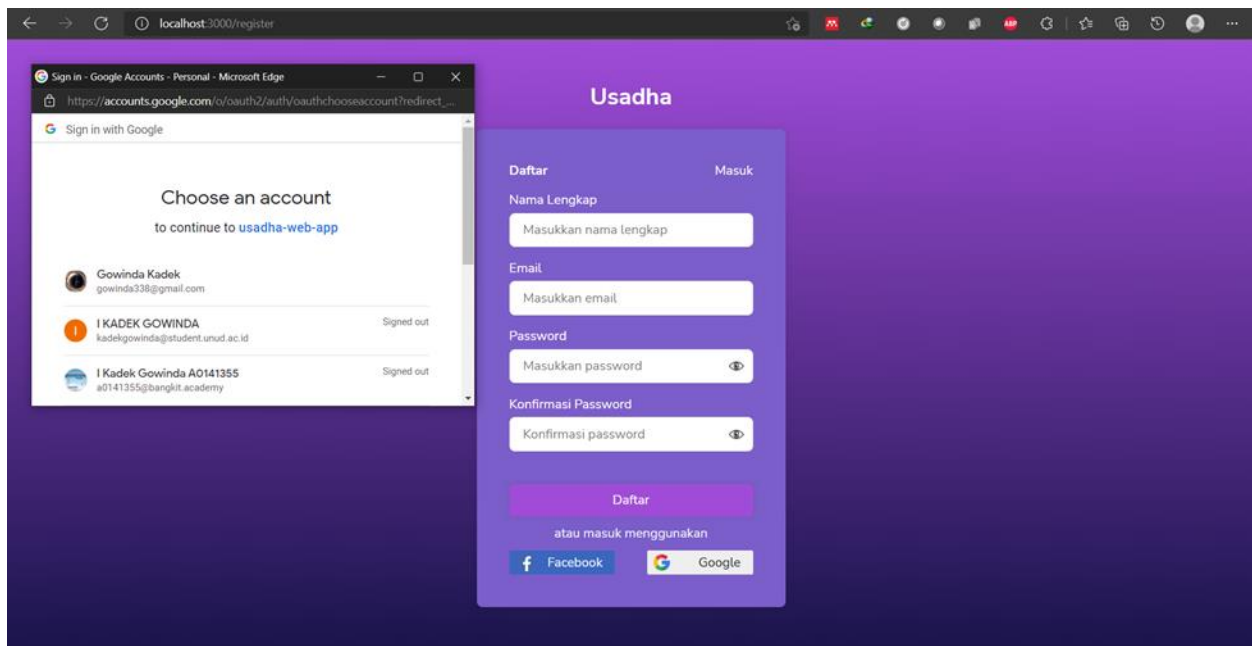 localhost:3000/register
Sign in - Google Accounts - Personal - Microsoft Edge
https://accounts.google.com/o/oauth2/auth/oauthchooseaccount?redirect_...
Sign in with Google
Choose an account
to continue to usadha-web-app
Gowinda Kadek
gowinda338@gmail.com
I KADEK GOWINDA
Signed out
kadekgowinda@student.unud.ac.id
I Kadek Gowinda A0141355
Signed out
a0141355@bangkit.academy
Usadha
Daftar Masuk
Nama Lengkap
Masukkan nama lengkap
Email
Masukkan email
Password
Masukkan password
Konfirmasi Password
Konfirmasi password
Daftar
atau masuk menggunakan
Facebook Google